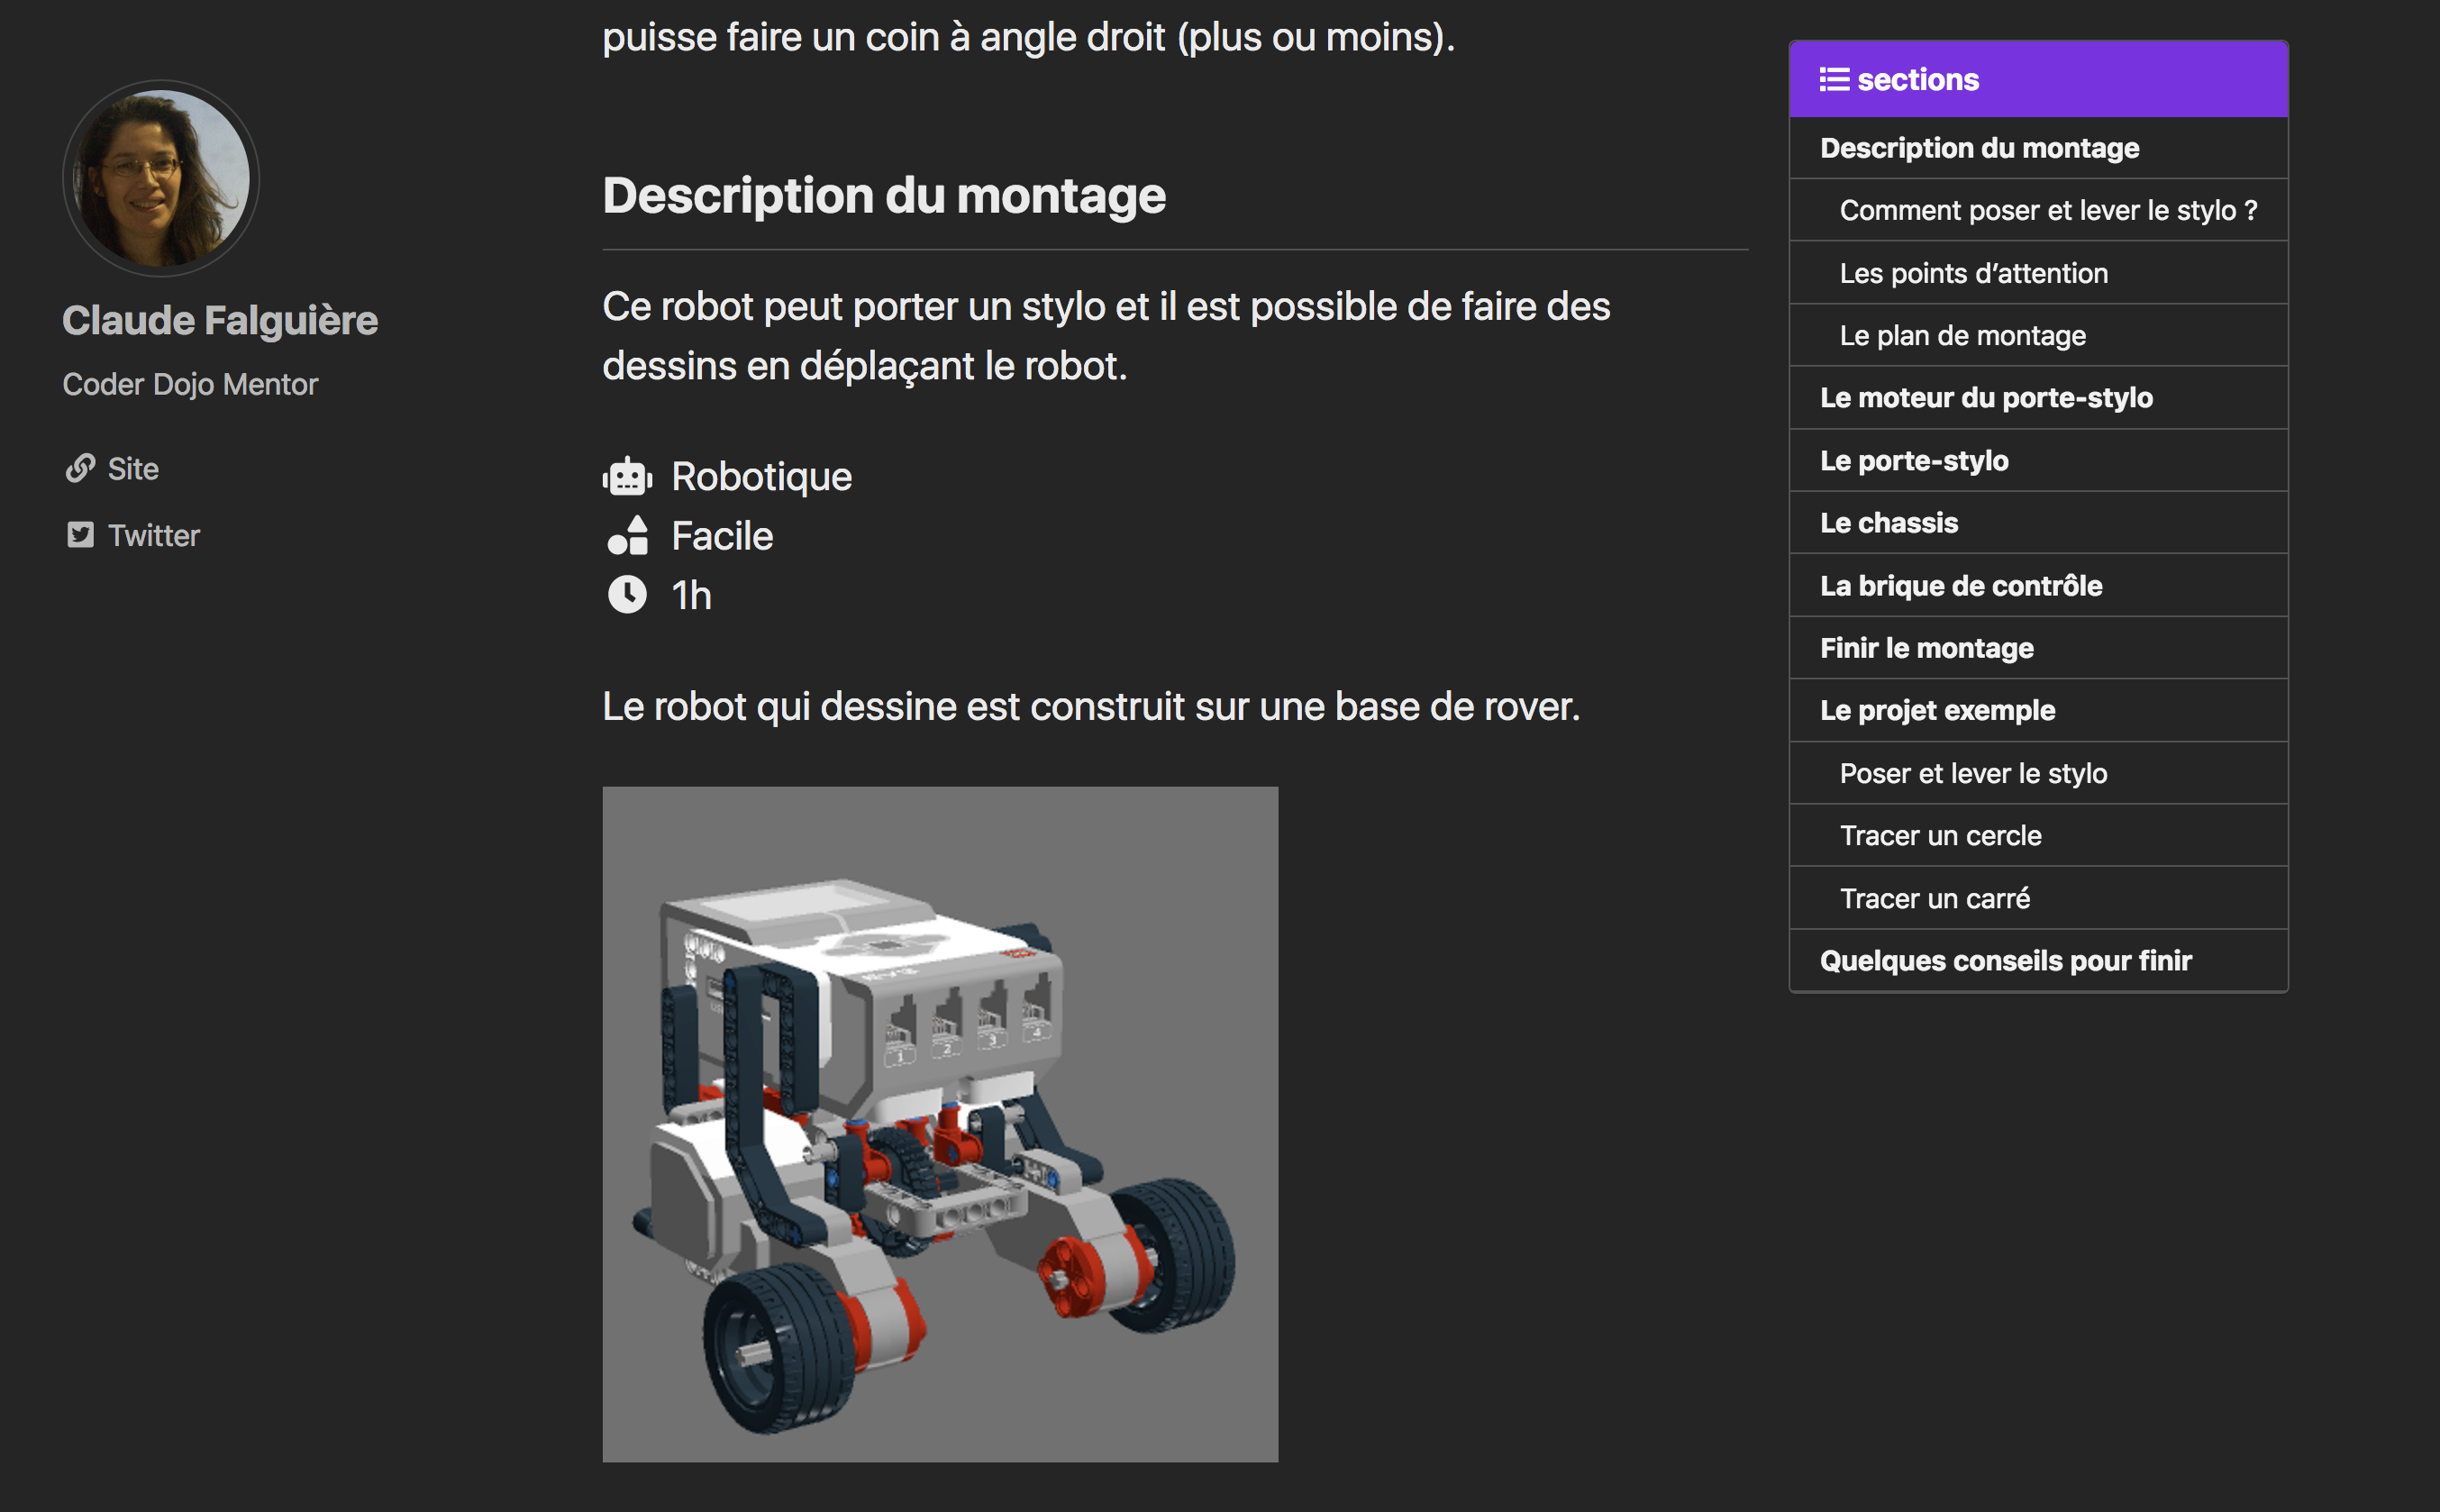 puisse faire un coin à angle droit (plus ou moins).
Claude Falguière
Coder Dojo Mentor
Site
Twitter
Description du montage
Ce robot peut porter un stylo et il est possible de faire des
dessins en déplaçant le robot.
Robotique
Facile
1h
Le robot qui dessine est construit sur une base de rover.
EV3
1 2 3 4
sections
Description du montage
Comment poser et lever le stylo ?
Les points d’attention
Le plan de montage
Le moteur du porte-stylo
Le porte-stylo
Le chassis
La brique de contrôle
Finir le montage
Le projet exemple
Poser et lever le stylo
Tracer un cercle
Tracer un carré
Quelques conseils pour finir